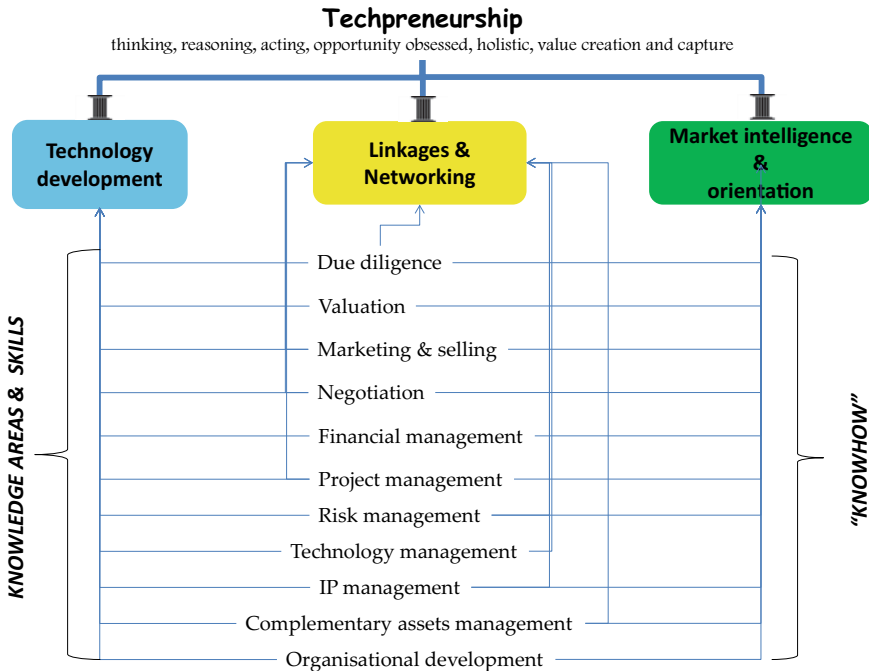 Techpreneurship
thinking, reasoning, acting, opportunity obsessed, holistic, value creation and capture
Technology
development
Linkages &
Networking
Market intelligence
&
orientation
KNOWLEDGE AREAS & SKILLS
Due diligence
Valuation
Marketing & selling
Negotiation
Financial management
Project management
Risk management
Technology management
IP management
Complementary assets management
Organisational development
“KNOWHOW”